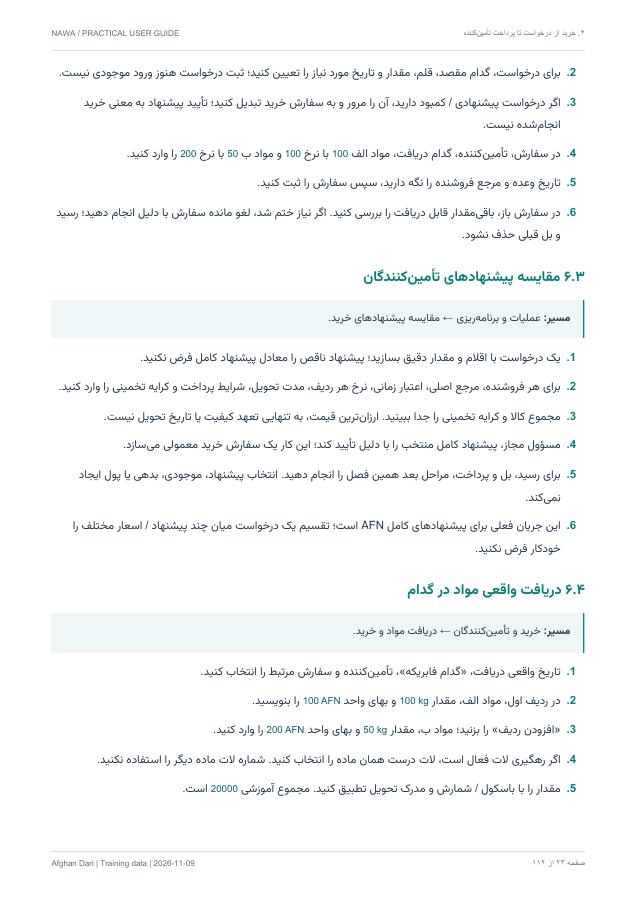 ۶. خرید از درخواست تا پرداخت تأمین‌کننده
NAWA / PRACTICAL USER GUIDE
2. برای درخواست، گدام مقصد، قلم، مقدار و تاریخ مورد نیاز را تعیین کنید؛ ثبت درخواست هنوز ورود موجودی نیست.
3. اگر درخواست پیشنهادی / کمبود دارید، آن را مرور و به سفارش خرید تبدیل کنید؛ تأیید پیشنهاد به معنی خرید
انجام‌شده نیست.
4. در سفارش، تأمین‌کننده، گدام دریافت، مواد الف 100 با نرخ 100 و مواد ب 50 با نرخ 200 را وارد کنید.
5. تاریخ وعده و مرجع فروشنده را نگه دارید، سپس سفارش را ثبت کنید.
6. در سفارش باز، باقی‌مقدار قابل دریافت را بررسی کنید. اگر نیاز ختم شد، لغو مانده سفارش با دلیل انجام دهید؛ رسید
و بل قبلی حذف نشود.
۶.۳ مقایسه پیشنهادهای تأمین‌کنندگان
مسیر: عملیات و برنامه‌ریزی ← مقایسه پیشنهادهای خرید.
1. یک درخواست با اقلام و مقدار دقیق بسازید؛ پیشنهاد ناقص را معادل پیشنهاد کامل فرض نکنید.
2. برای هر فروشنده، مرجع اصلی، اعتبار زمانی، نرخ هر ردیف، مدت تحویل، شرایط پرداخت و کرایه تخمینی را وارد کنید.
3. مجموع کالا و کرایه تخمینی را جدا ببینید. ارزان‌ترین قیمت، به تنهایی تعهد کیفیت یا تاریخ تحویل نیست.
4. مسؤول مجاز، پیشنهاد کامل منتخب را با دلیل تأیید کند؛ این کار یک سفارش خرید معمولی می‌سازد.
5. برای رسید، بل و پرداخت، مراحل بعد همین فصل را انجام دهید. انتخاب پیشنهاد، موجودی، بدهی یا پول ایجاد
نمی‌کند.
6. این جریان فعلی برای پیشنهادهای کامل AFN است؛ تقسیم یک درخواست میان چند پیشنهاد / اسعار مختلف را
خودکار فرض نکنید.
۶.۴ دریافت واقعی مواد در گدام
مسیر: خرید و تأمین‌کنندگان ← دریافت مواد و خرید.
1. تاریخ واقعی دریافت، «گدام فابریکه»، تأمین‌کننده و سفارش مرتبط را انتخاب کنید.
2. در ردیف اول، مواد الف، مقدار 100 kg و بهای واحد 100 AFN را بنویسید.
3. «افزودن ردیف» را بزنید؛ مواد ب، مقدار 50 kg و بهای واحد 200 AFN را وارد کنید.
4. اگر رهگیری لات فعال است، لات درست همان ماده را انتخاب کنید. شماره لات ماده دیگر را استفاده نکنید.
5. مقدار را با باسکول / شمارش و مدرک تحویل تطبیق کنید. مجموع آموزشی 20000 است.
صفحه ۲۳ از ۱۱۲
Afghan Dari | Training data | 2026-11-09